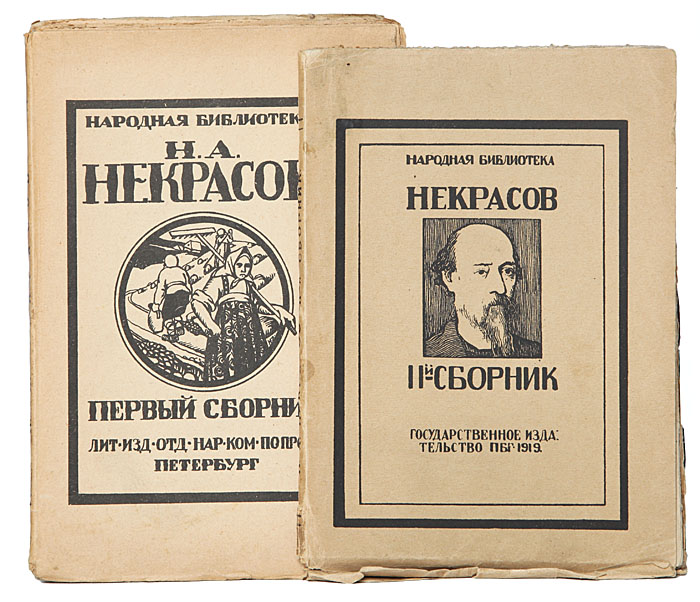 НАРОДНАЯ БИБЛИОТЕК
Н.А.
НЕКРАСОВ
ПЕРВЫЙ СБОРНИ
ЛИТ·ИЗД·ОТД·НАР·КОМ·ПО ПРО
ПЕТЕРБУРГ
НАРОДНАЯ БИБЛИОТЕКА
НЕКРАСОВ
IIЙ СБОРНИК
ГОСУДАРСТВЕННОЕ ИЗДА:
ТЕЛЬСТВО ПБГ·1919.